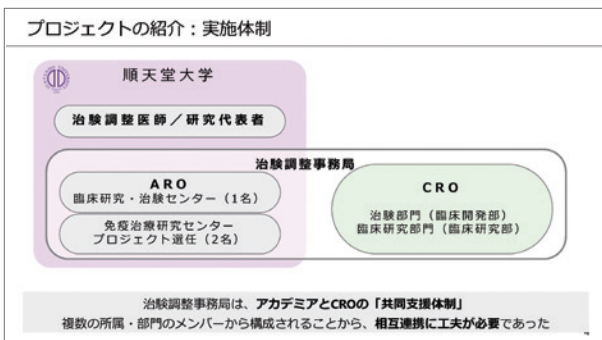 プロジェクトの紹介：実施体制
順天堂大学
治験調整医師／研究代表者
治験調整事務局
ARO
臨床研究・治験センター（1名）
免疫治療研究センター
プロジェクト選任（2名）
CRO
治験部門（臨床開発部）
臨床研究部門（臨床研究部）
治験調整事務局は、アカデミアとCROの「共同支援体制」
複数の所属・部門のメンバーから構成されることから、相互連携に工夫が必要であった